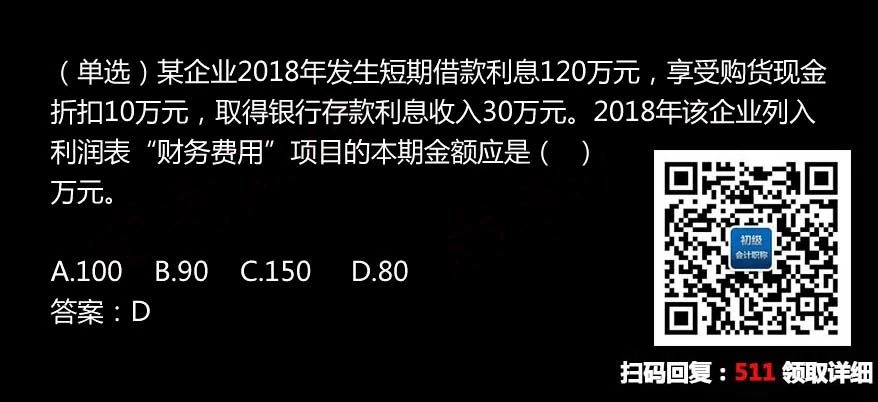 （单选）某企业2018年发生短期借款利息120万元，享受购货现金
折扣10万元，取得银行存款利息收入30万元。2018年该企业列入
利润表“财务费用”项目的本期金额应是（　）
万元。
A.100 B.90 C.150 D.80
答案：D
初级
会计职称
扫码回复：511 领取详细